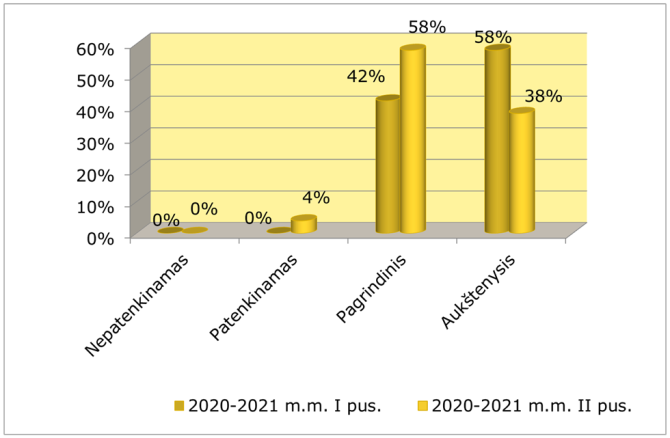 60%
50%
40%
30%
20%
10%
0%
0%
0%
0%
4%
42%
58%
58%
38%
Nepatenkinamas
Patenkinamas
Pagrindinis
Aukštenysis
2020-2021 m.m. I pus.
2020-2021 m.m. II pus.